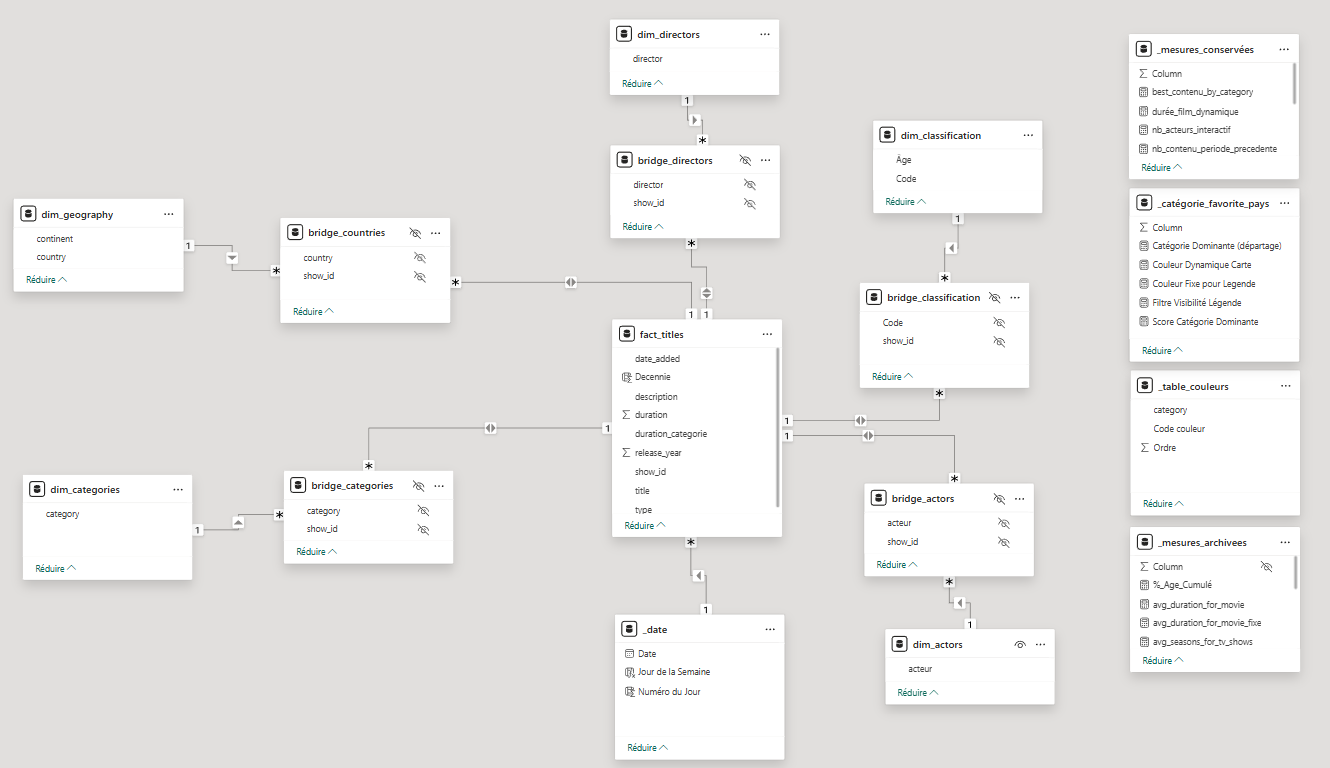 dim_directors
director
Réduire
1
*
bridge_directors
director
show_id
Réduire
*
dim_geography
continent
country
Réduire
1
*
bridge_countries
country
show_id
Réduire
*
1
1
fact_titles
date_added
Decennie
description
duration
duration_categorie
release_year
show_id
title
type
Réduire
1
1
1
*
dim_categories
category
Réduire
1
*
*
bridge_categories
category
show_id
Réduire
1
_date
Date
Jour de la Semaine
Numéro du Jour
Réduire
dim_classification
Âge
Code
Réduire
1
*
bridge_classification
Code
show_id
Réduire
*
*
bridge_actors
acteur
show_id
Réduire
*
1
dim_actors
acteur
Réduire
_mesures_conservées
Column
best_contenu_by_category
durée_film_dynamique
nb_acteurs_interactif
nb_contenu_periode_precedente
Réduire
_catégorie_favorite_pays
Column
Catégorie Dominante (départage)
Couleur Dynamique Carte
Couleur Fixe pour Legende
Filtre Visibilité Légende
Score Catégorie Dominante
Réduire
_table_couleurs
category
Code couleur
Ordre
Réduire
_mesures_archivees
Column
%_Age_Cumulé
avg_duration_for_movie
avg_duration_for_movie_fixe
avg_seasons_for_tv_shows
Réduire